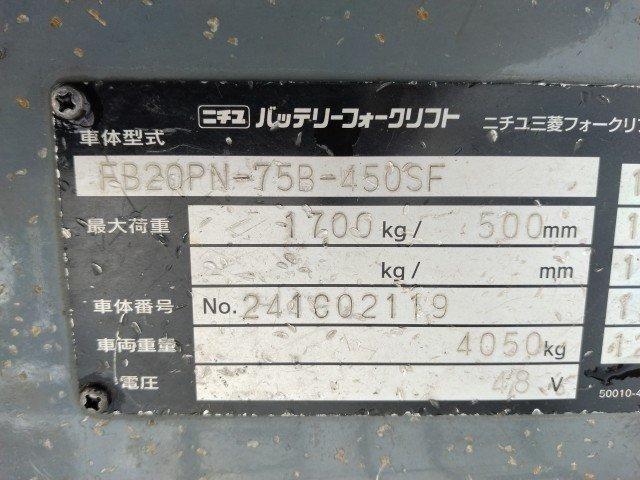 ニチユ バッテリーフォークリフト ニチユ三菱フォークリフ
車体型式
FB20PN-75B-450SF
最大荷重 1700 kg/ 500 mm
kg/ mm
車体番号 No. 241C02119
車両重量 4050 kg
電圧 48 V
50010-4